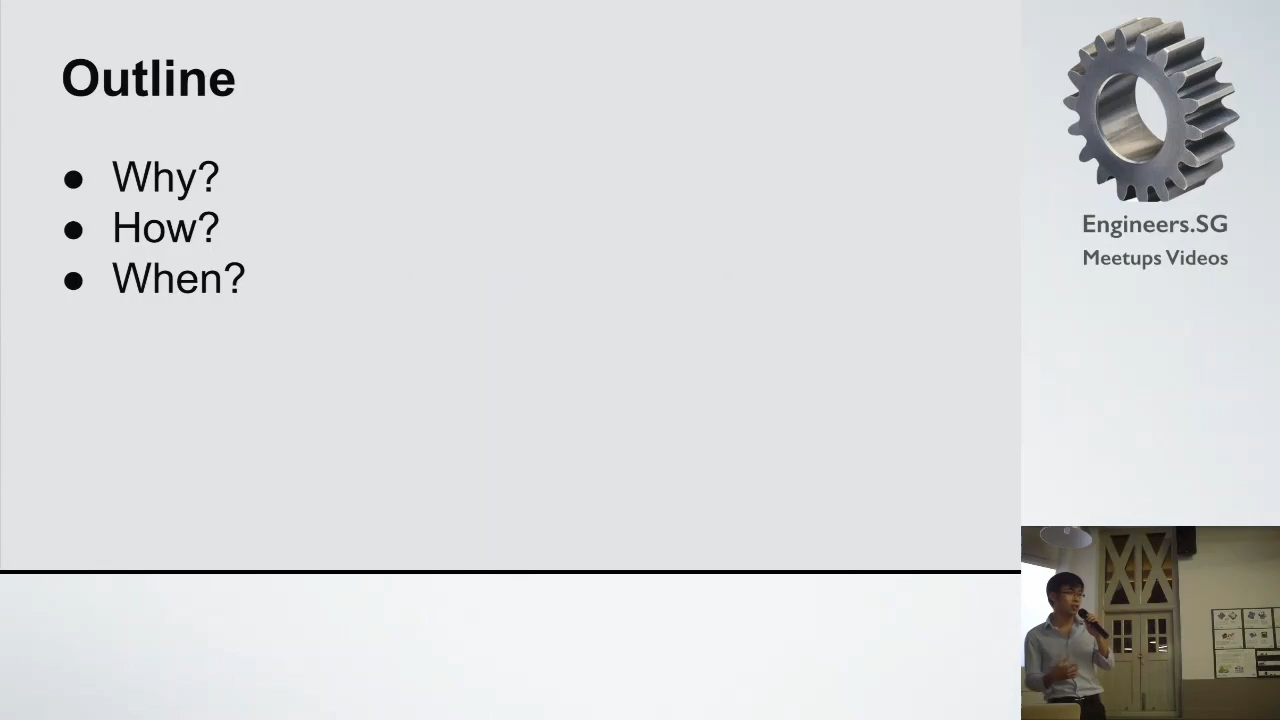 Outline
● Why?
● How?
● When?
Engineers.SG
Meetups Videos